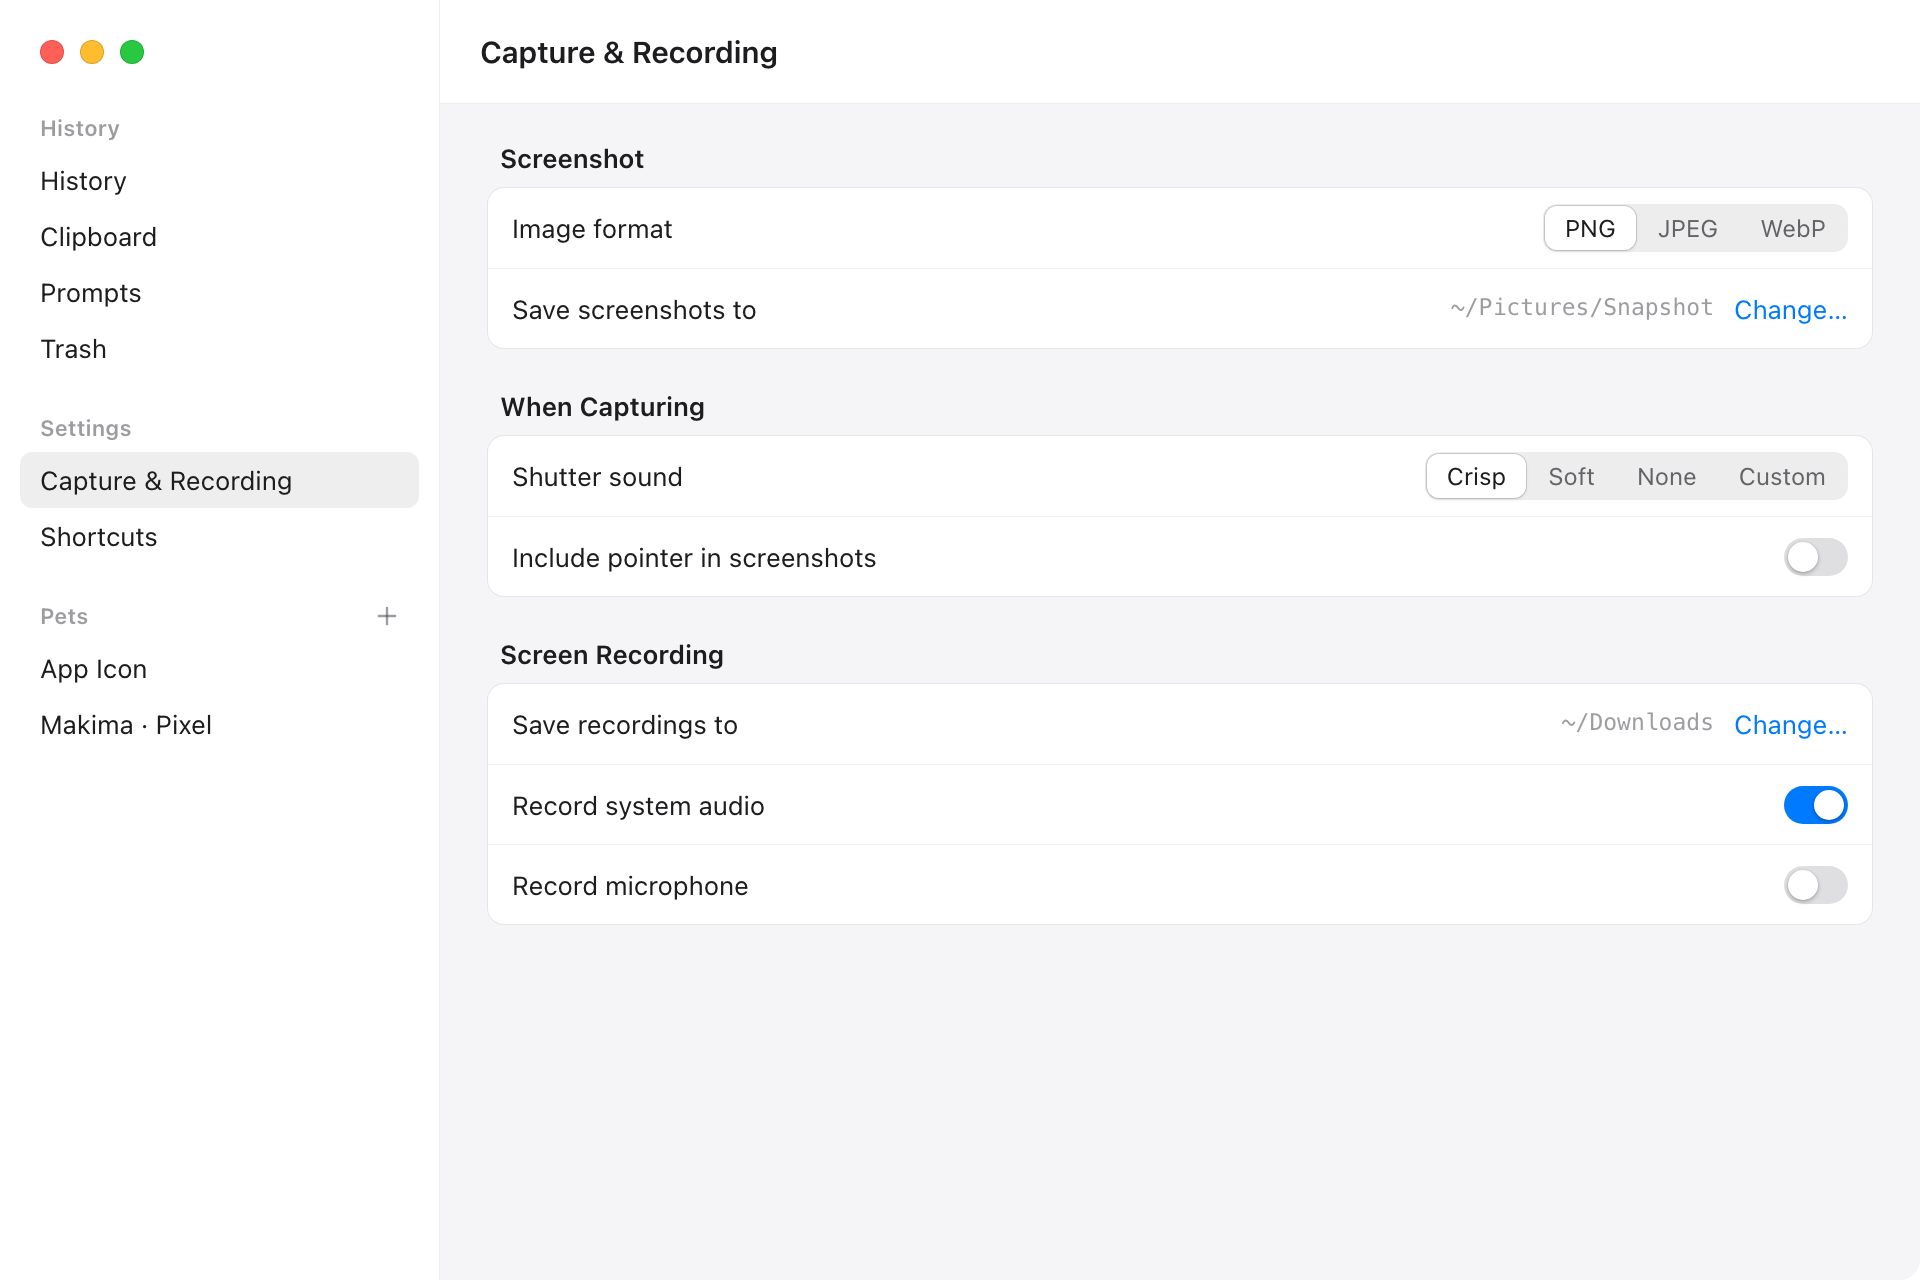 History
History
Clipboard
Prompts
Trash
Settings
Capture & Recording
Shortcuts
Pets
App Icon
Makima · Pixel
Capture & Recording
Screenshot
Image format PNG JPEG WebP
Save screenshots to ~/Pictures/Snapshot Change...
When Capturing
Shutter sound Crisp Soft None Custom
Include pointer in screenshots
Screen Recording
Save recordings to ~/Downloads Change...
Record system audio
Record microphone